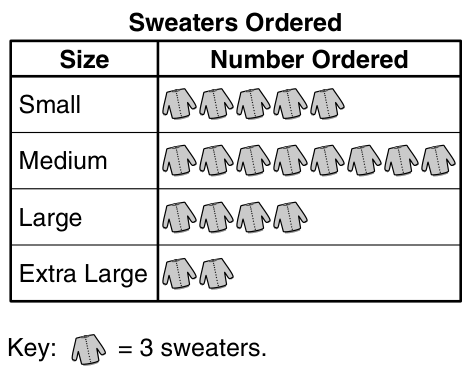 Sweaters Ordered
Size Number Ordered
Small
Medium
Large
Extra Large
Key: = 3 sweaters.